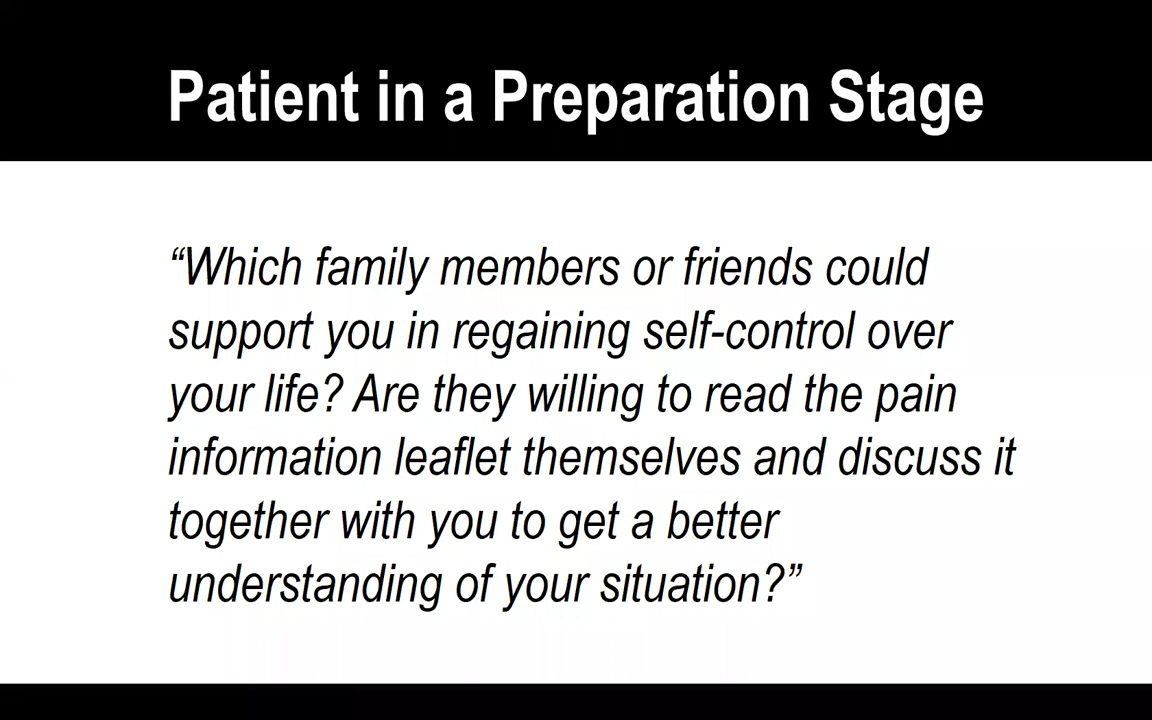 Patient in a Preparation Stage
“Which family members or friends could
support you in regaining self-control over
your life? Are they willing to read the pain
information leaflet themselves and discuss it
together with you to get a better
understanding of your situation?”